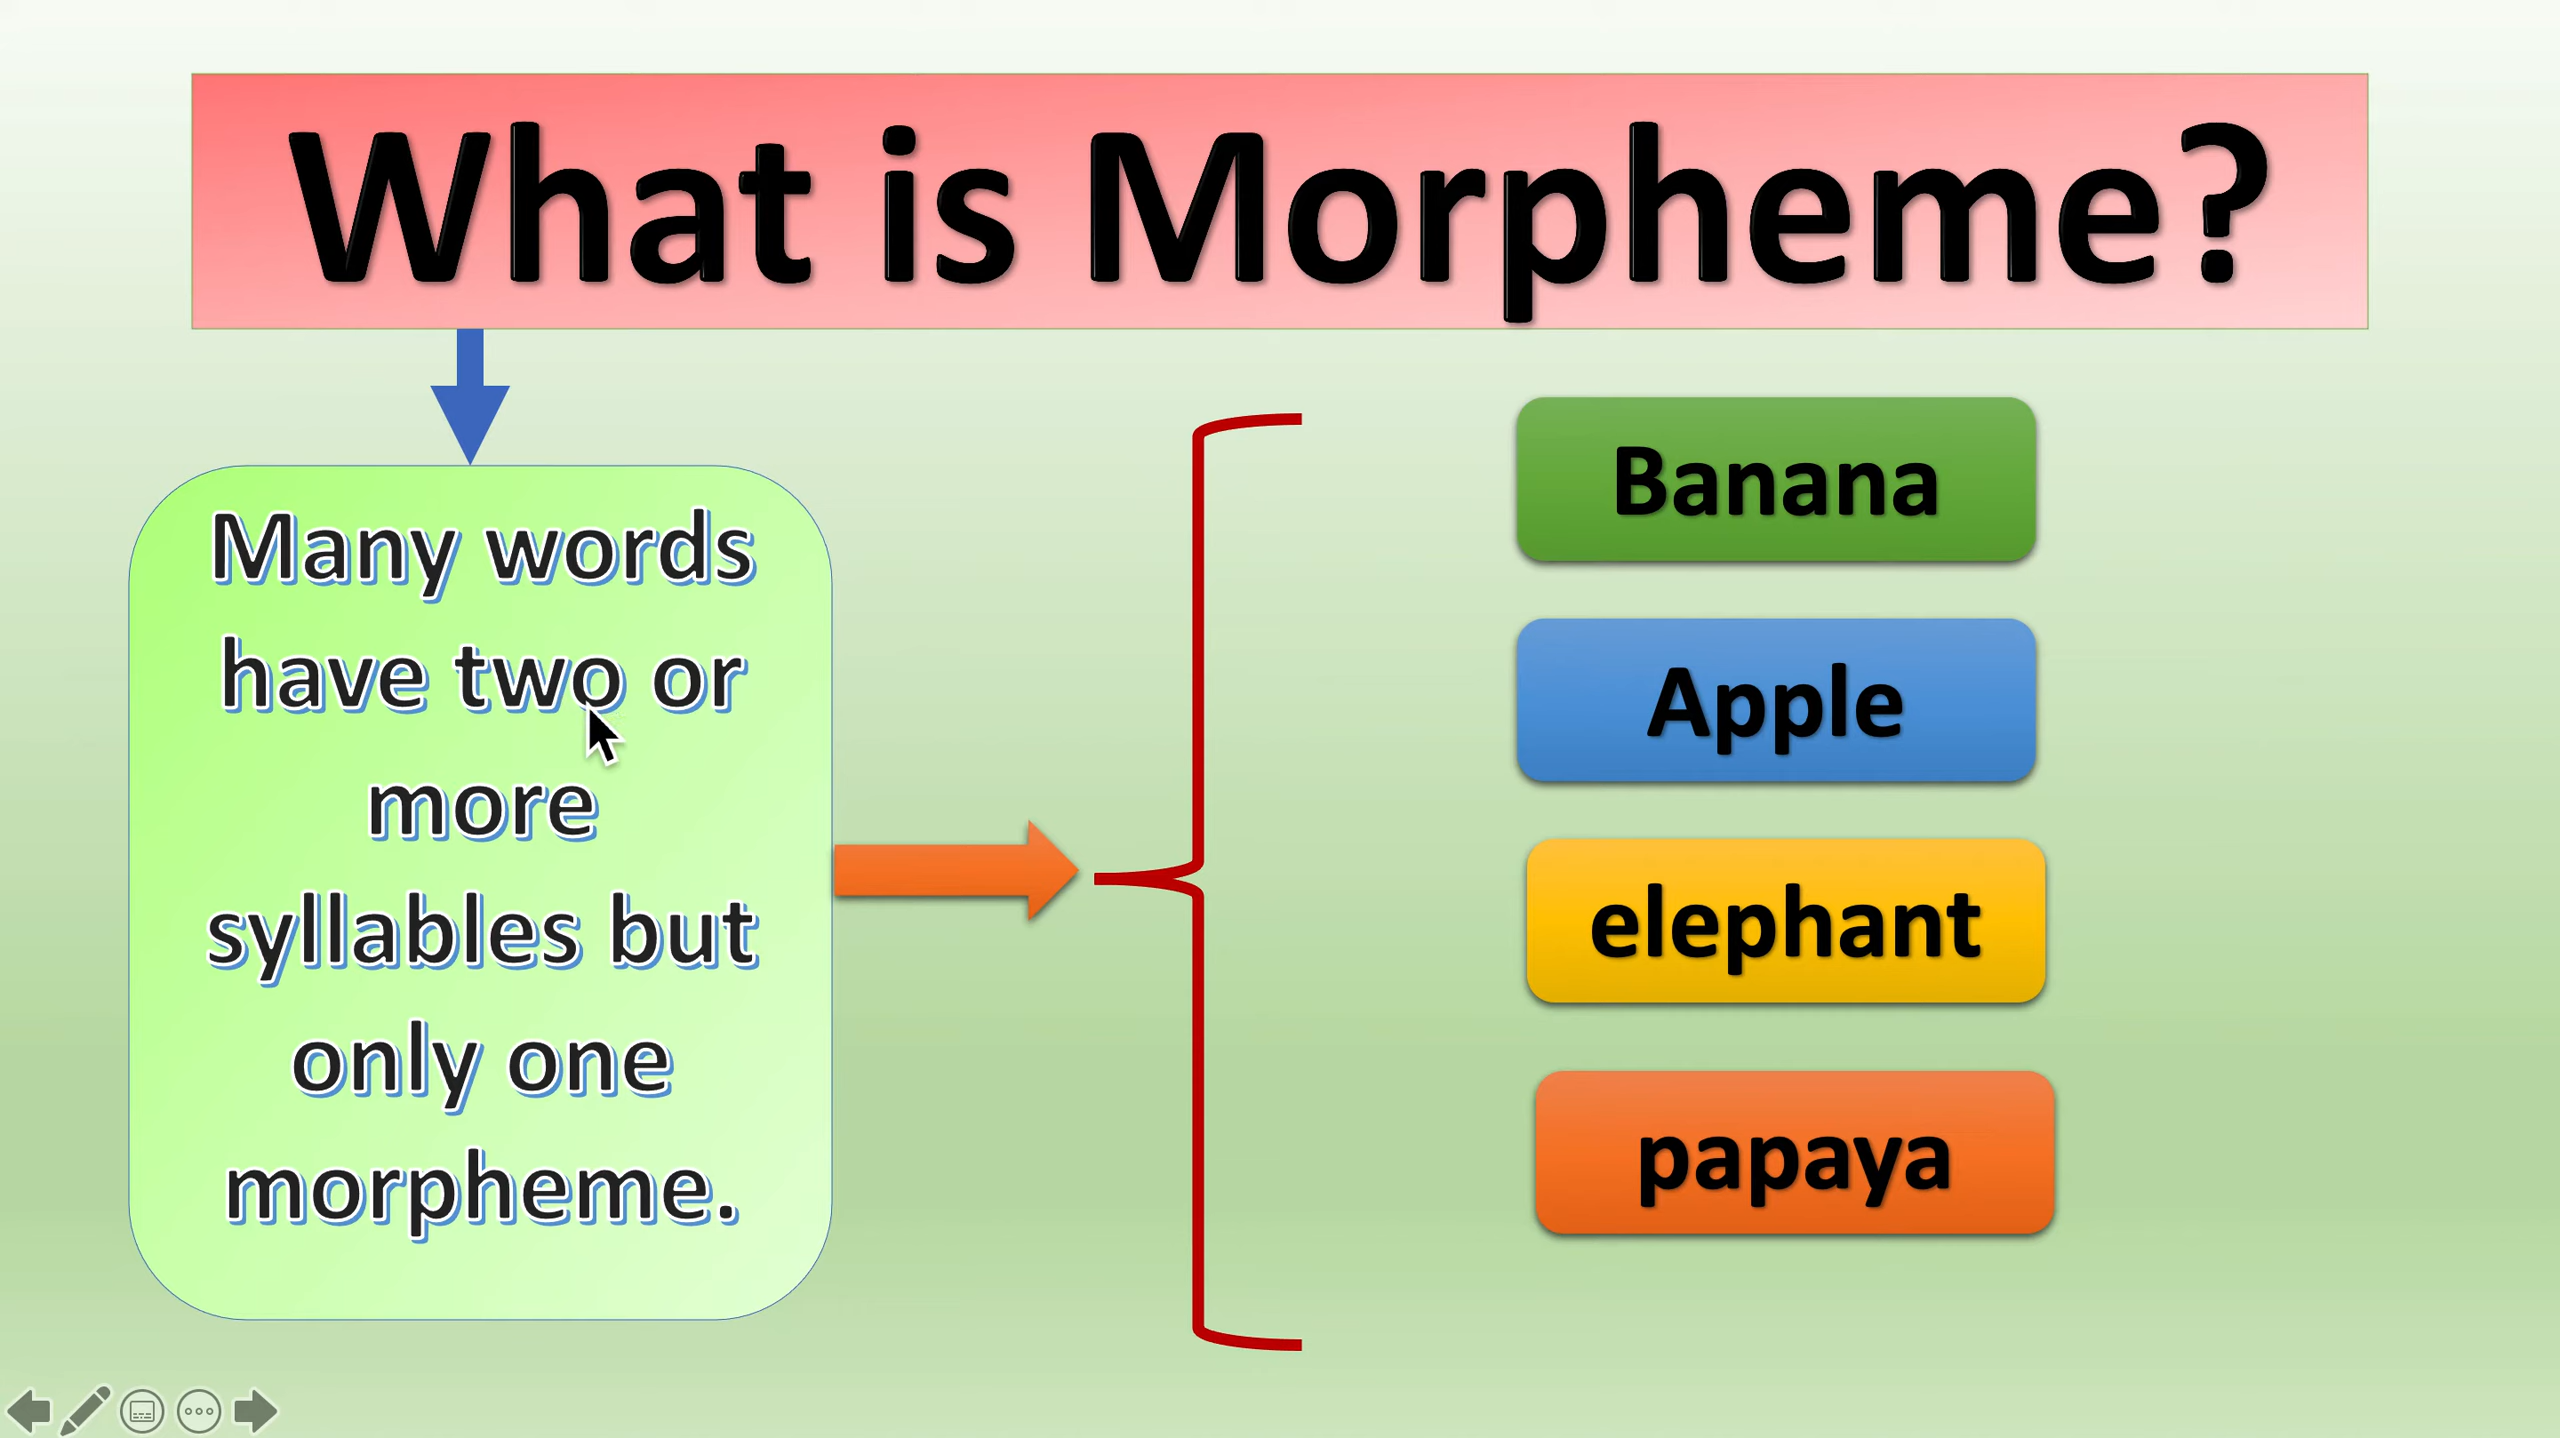 What is Morpheme?
Many words
have two or
more
syllables but
only one
morpheme.
Banana
Apple
elephant
papaya